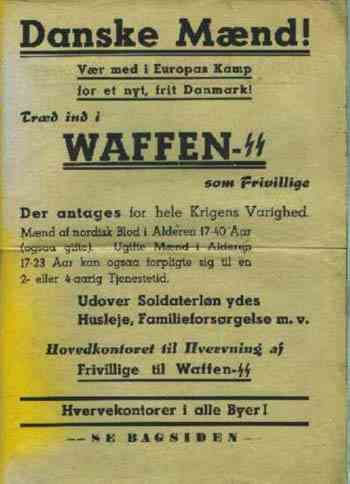 Danske Mænd!
Vær med i Europas Kamp
for et nyt, frit Danmark!
Træd ind i
WAFFEN-SS
som Frivillige
Der antages for hele Krigens Varighed.
Mænd af nordisk Blod i Alderen 17-40 Aar
(ogsaa gifte). Ugifte Mænd i Alderen
17-23 Aar kan ogsaa forpligte sig til en
2- eller 4-aarig Tjenestetid.
Udover Soldaterløn ydes
Husleje, Familieforsørgelse m. v.
Hovedkontoret til Hvervning af
Frivillige til Waffen-SS
Hvervekontorer i alle Byer!
— SE BAGSIDEN —